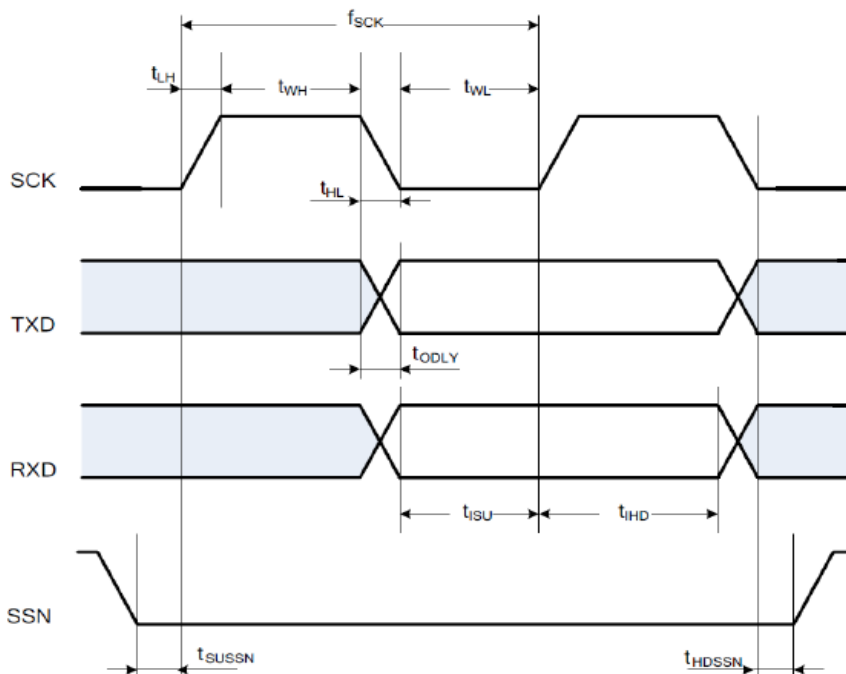 fSCK
tLH
tWH
tWL
SCK
tHL
TXD
tODLY
RXD
tISU
tIHD
SSN
tSUSSN
tHDSSN